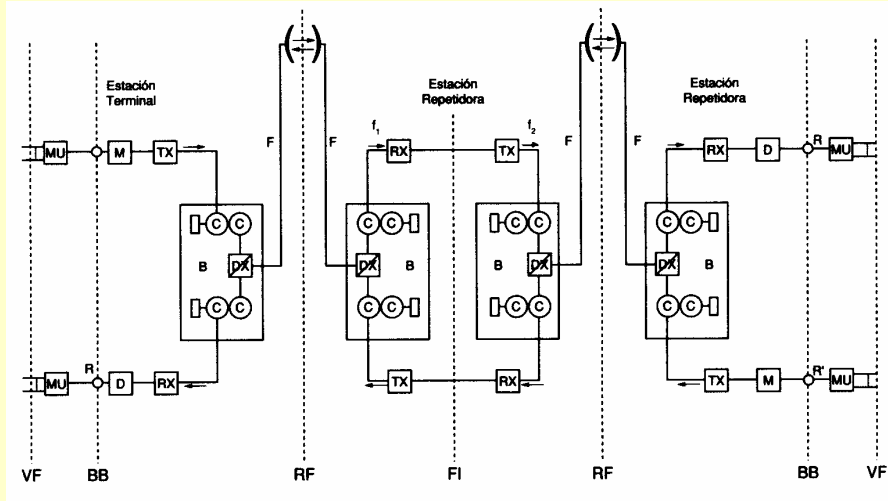 Estación
Terminal
Estación
Repetidora
Estación
Repetidora
F F f₁ f₂ F F
MU M TX RX TX RX D R MU
C C C C C C C C
B DX DX B B DX DX B
C C C C C C C C
R R'
MU D RX TX RX TX M MU
VF BB RF FI RF BB VF